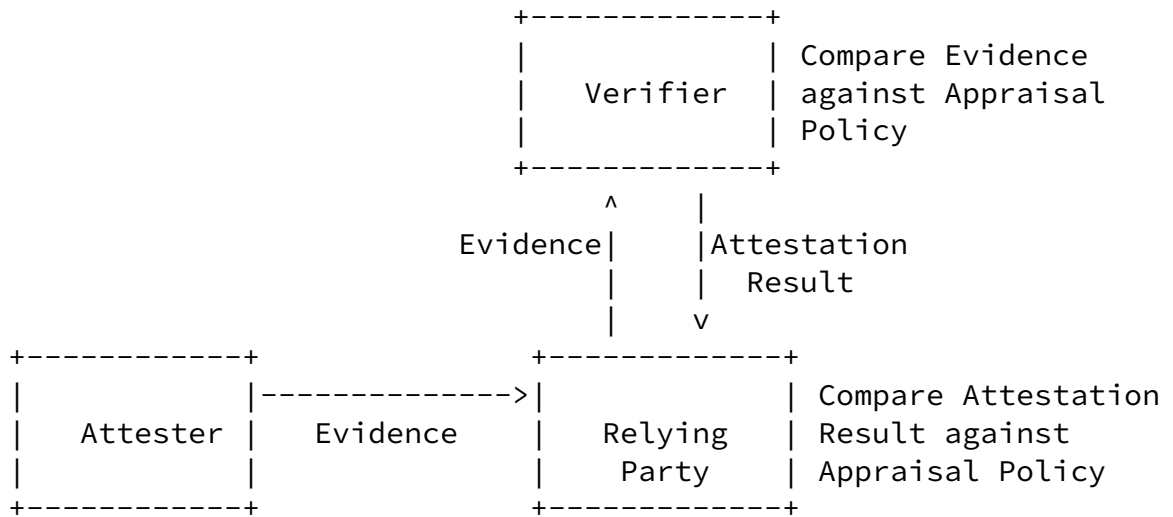 Compare Evidence
Verifier against Appraisal
Policy
Evidence Attestation
Result
Compare Attestation
Attester Evidence Relying Result against
Party Appraisal Policy